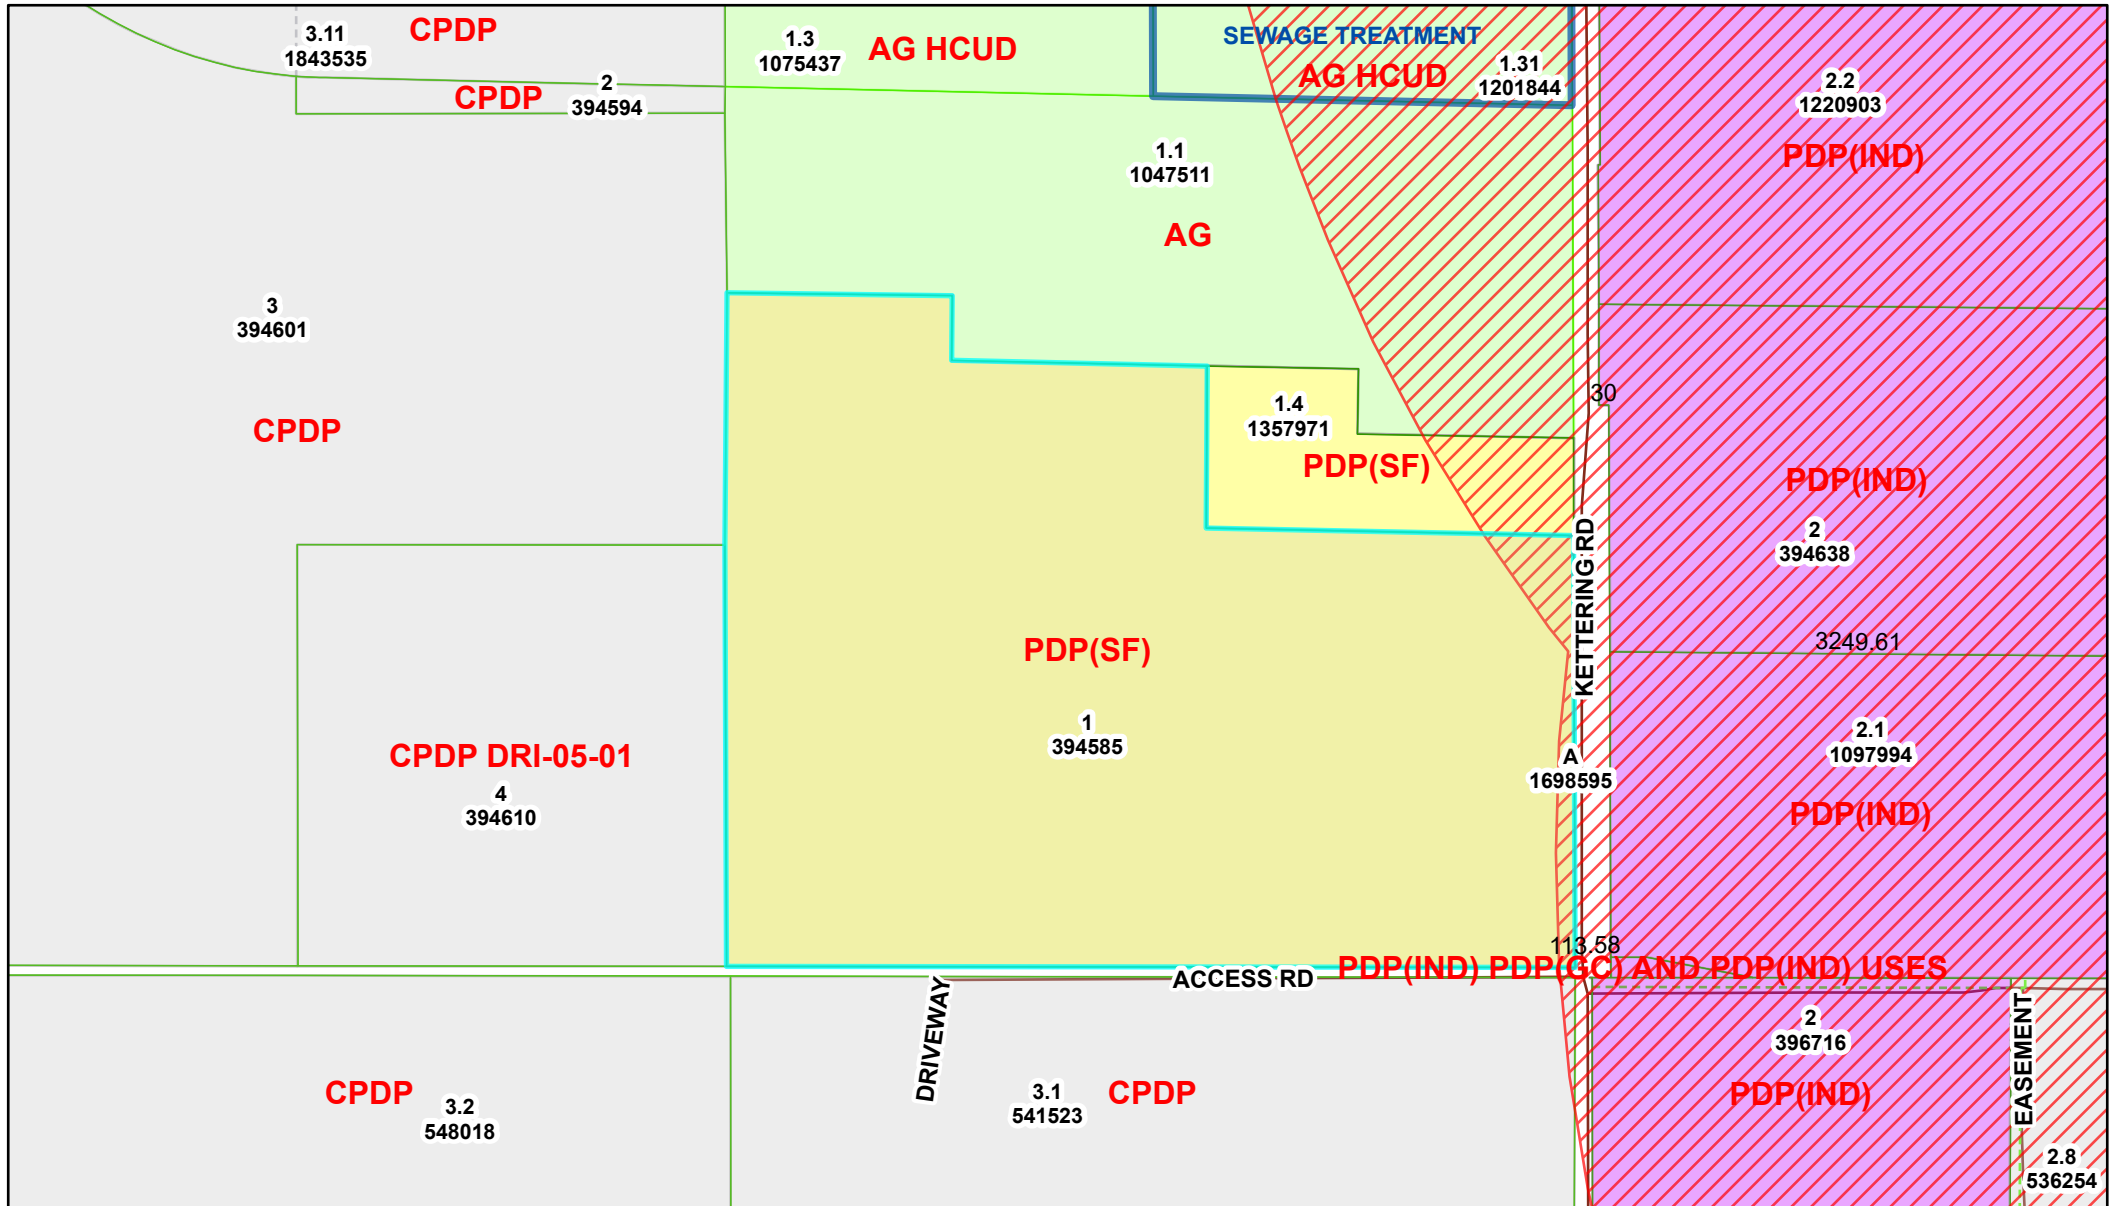 CPDP
3.11
1843535
2
394594
CPDP
1.3
1075437
AG HCUD
SEWAGE TREATMENT
AG HCUD
1.31
1201844
2.2
1220903
PDP(IND)
1.1
1047511
AG
3
394601
CPDP
30
1.4
1357971
PDP(SF)
PDP(IND)
2
394638
KETTERING RD
3249.61
PDP(SF)
1
394585
CPDP DRI-05-01
4
394610
A
1698595
2.1
1097994
PDP(IND)
113.58
PDP(IND) PDP(GC) AND PDP(IND) USES
ACCESS RD
DRIVEWAY
2
396716
PDP(IND)
EASEMENT
CPDP
3.2
548018
3.1
541523
CPDP
2.8
536254